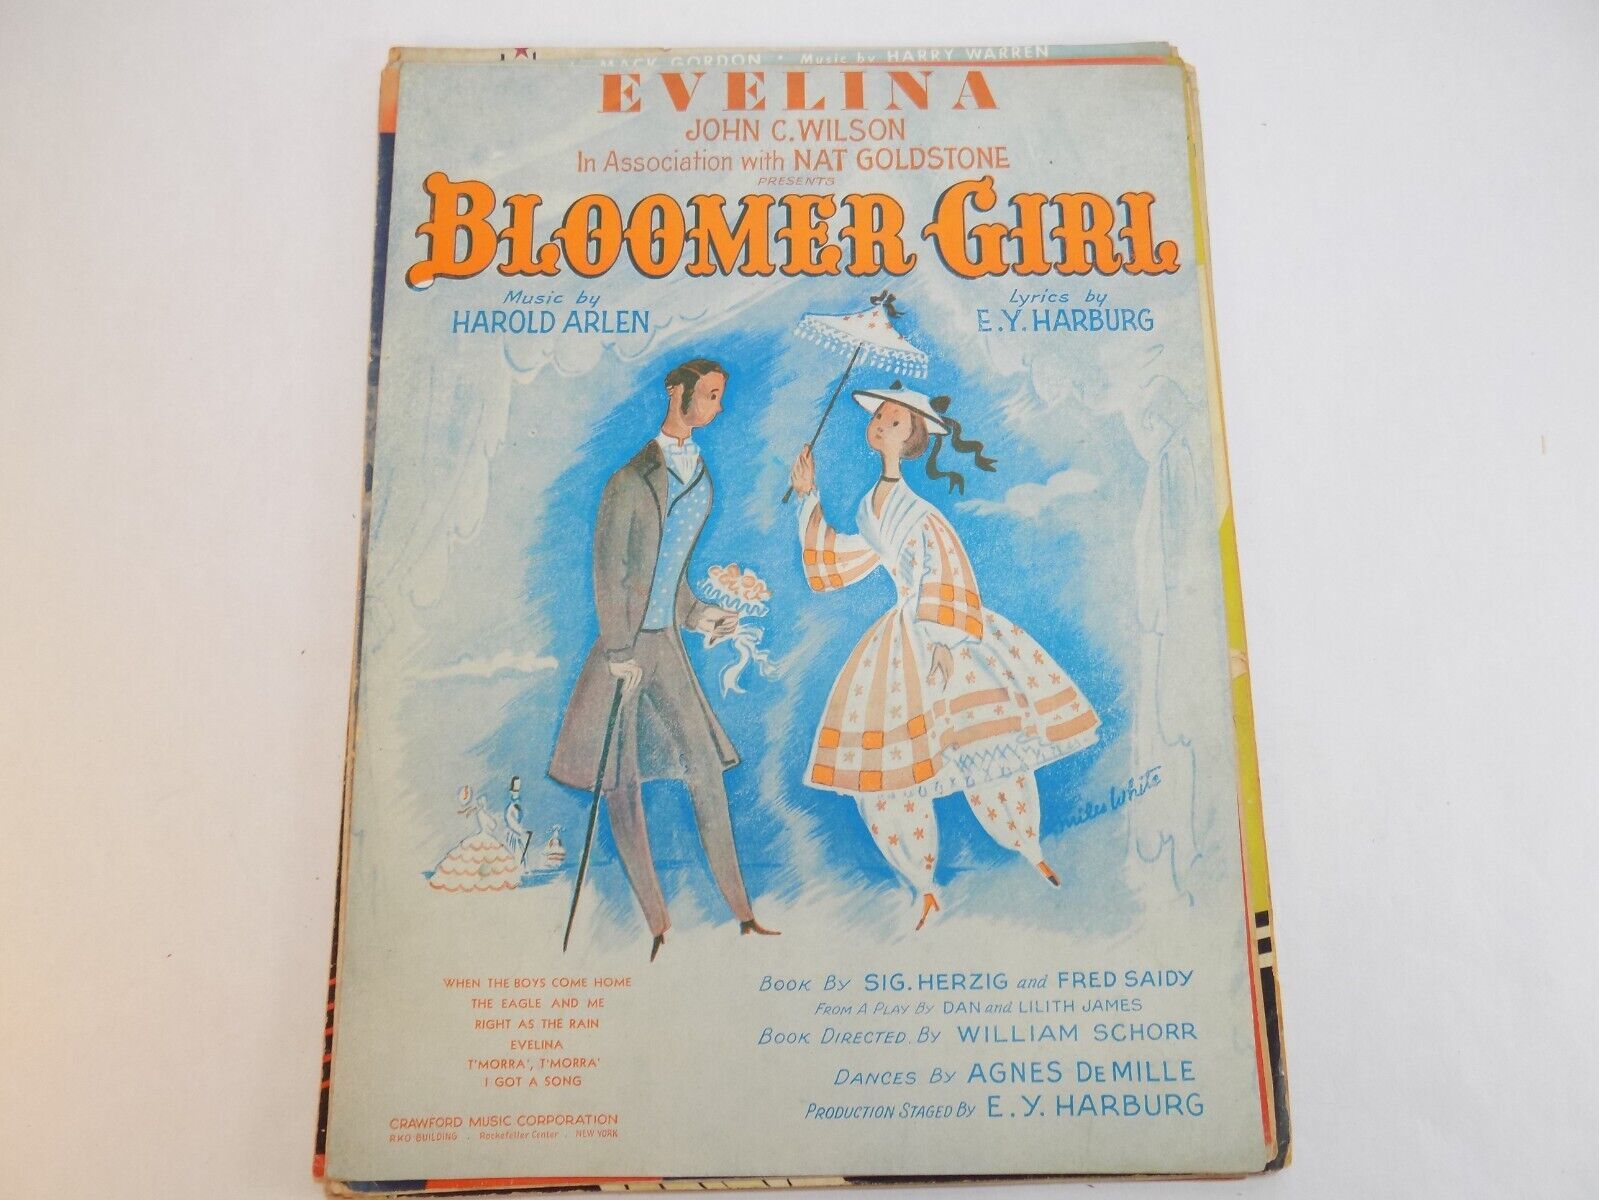 MACK GORDON • Music by HARRY WARREN
EVELINA
JOHN C. WILSON
In Association with NAT GOLDSTONE
PRESENTS
BLOOMER GIRL
Music by
HAROLD ARLEN
Lyrics by
E. Y. HARBURG
miles White
WHEN THE BOYS COME HOME
THE EAGLE AND ME
RIGHT AS THE RAIN
EVELINA
T'MORRA', T'MORRA'
I GOT A SONG
CRAWFORD MUSIC CORPORATION
RKO BUILDING . Rockefeller Center . NEW YORK
BOOK BY SIG. HERZIG and FRED SAIDY
FROM A PLAY BY DAN and LILITH JAMES
BOOK DIRECTED BY WILLIAM SCHORR
DANCES BY AGNES DE MILLE
PRODUCTION STAGED BY E. Y. HARBURG